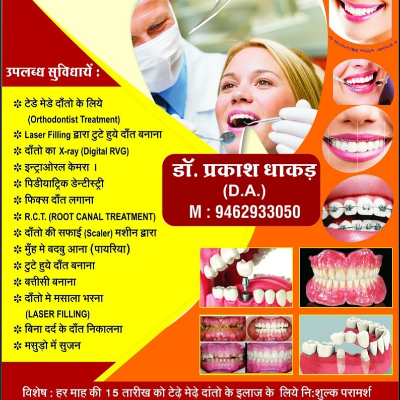 उपलब्ध सुविधायें :
टेडे मेडे दाँतो के लिये
(Orthodontist Treatment)
Laser Filling द्वारा टुटे हुये दाँत बनाना
दाँतो का X-ray (Digital RVG)
इन्ट्राओरल केमरा ।
पिडीयाट्रिक डेन्टीस्ट्री
फिक्स दाँत लगाना
R.C.T. (ROOT CANAL TREATMENT)
दाँतो की सफाई (Scaler) मशीन द्वारा
मुँह मे बदबु आना (पायरिया)
टुटे हुये दाँत बनाना
बत्तीसी बनाना
दाँतो मे मसाला भरना
(LASER FILLING)
बिना दर्द के दाँत निकालना
मसुड़ो में सुजन
डॉ. प्रकाश धाकड़
(D.A.)
M : 9462933050
विशेष : हर माह की 15 तारीख को टेढ़े मेढ़े दांतो के इलाज के लिये नि:शुल्क परामर्श